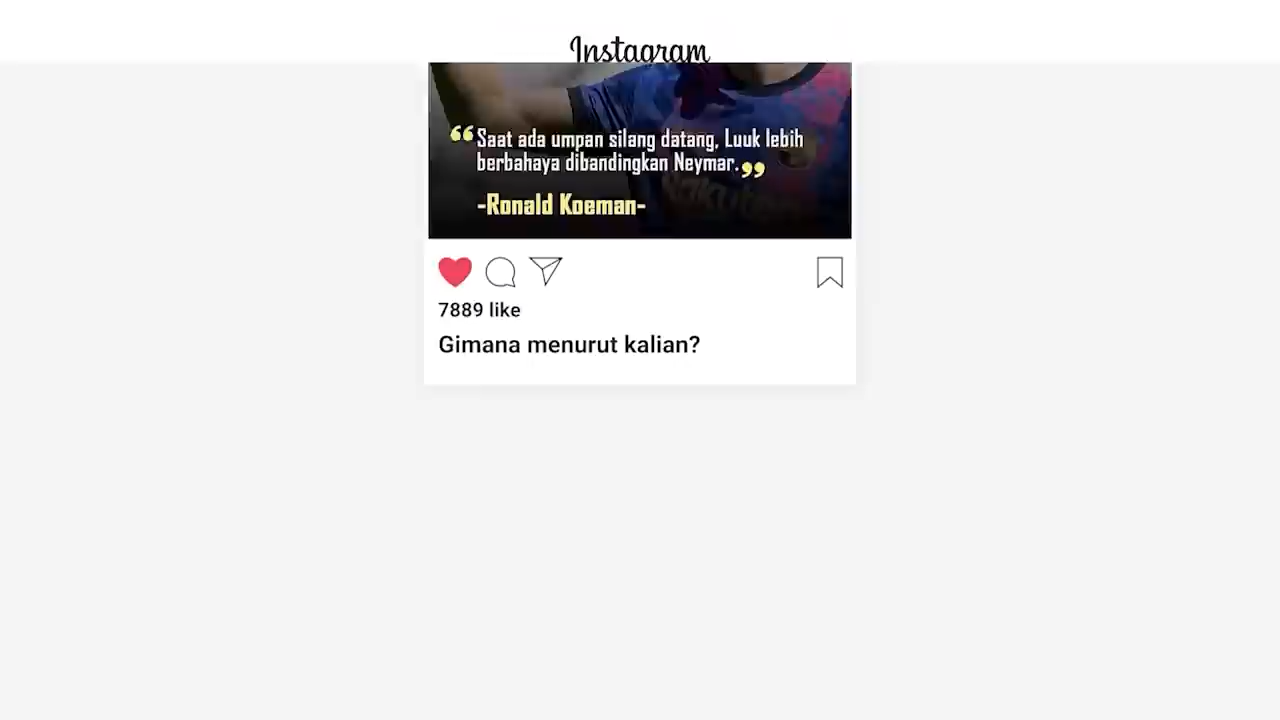 Instagram
“Saat ada umpan silang datang, Luuk lebih
berbahaya dibandingkan Neymar.”
-Ronald Koeman-
7889 like
Gimana menurut kalian?